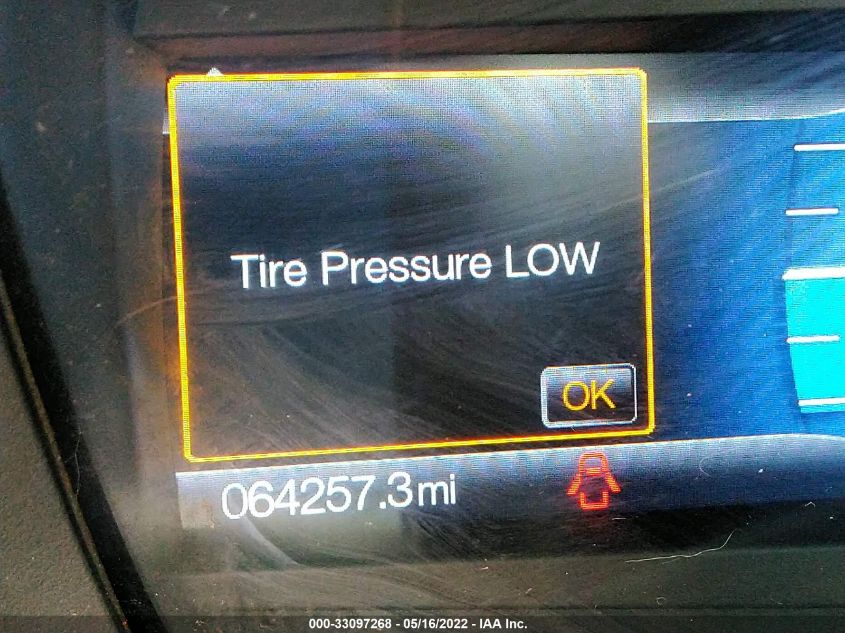 Tire Pressure LOW
OK
064257.3mi
000-33097268 - 05/16/2022 - IAA Inc.